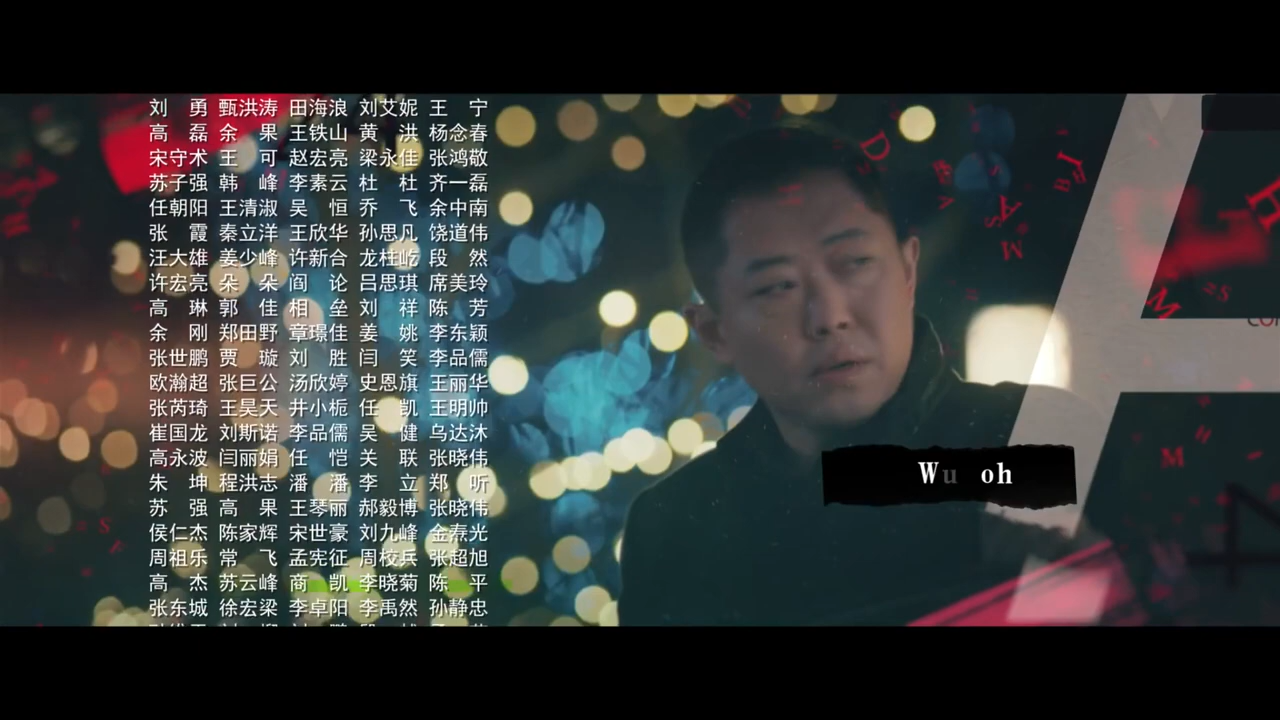 刘 勇 甄洪涛 田海浪 刘艾妮 王 宁
高 磊 余 果 王铁山 黄 洪 杨念春
宋守术 王 可 赵宏亮 梁永佳 张鸿敬
苏子强 韩 峰 李素云 杜 杜 齐一磊
任朝阳 王清淑 吴 恒 乔 飞 余中南
张 霞 秦立洋 王欣华 孙思凡 饶道伟
汪大雄 姜少峰 许新合 龙柱屹 段 然
许宏亮 朵 朵 阎 论 吕思琪 席美玲
高 琳 郭 佳 相 垒 刘 祥 陈 芳
余 刚 郑田野 章璟佳 姜 姚 李东颖
张世鹏 贾 璇 刘 胜 闫 笑 李品儒
欧瀚超 张巨公 汤欣婷 史恩旗 王丽华
张芮琦 王昊天 井小栀 任 凯 王明帅
崔国龙 刘斯诺 李品儒 吴 健 乌达沐
高永波 闫丽娟 任 恺 关 联 张晓伟
朱 坤 程洪志 潘 潘 李 立 郑 听
苏 强 高 果 王琴丽 郝毅博 张晓伟
侯仁杰 陈家辉 宋世豪 刘九峰 金焘光
周祖乐 常 飞 孟宪征 周校兵 张超旭
高 杰 苏云峰 商 凯 李晓菊 陈 平
张东城 徐宏梁 李卓阳 李禹然 孙静忠
Wu oh